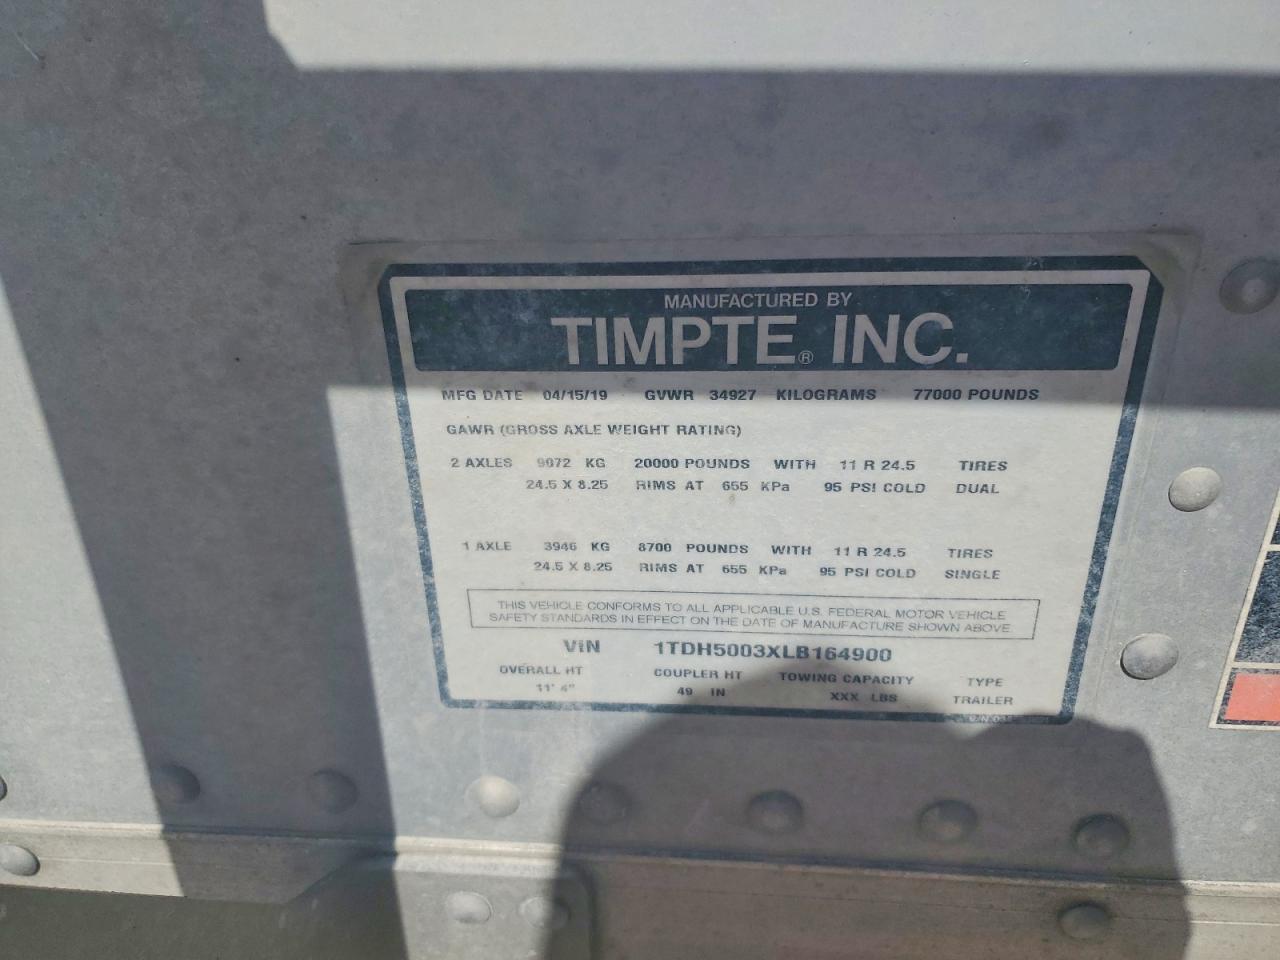 MANUFACTURED BY
TIMPTE® INC.
MFG DATE 04/15/19 GVWR 34927 KILOGRAMS 77000 POUNDS
GAWR (GROSS AXLE WEIGHT RATING)
2 AXLES 9072 KG 20000 POUNDS WITH 11 R 24.5 TIRES
24.5 X 8.25 RIMS AT 655 KPa 95 PSI COLD DUAL
1 AXLE 3946 KG 8700 POUNDS WITH 11 R 24.5 TIRES
24.5 X 8.25 RIMS AT 655 KPa 95 PSI COLD SINGLE
THIS VEHICLE CONFORMS TO ALL APPLICABLE U.S. FEDERAL MOTOR VEHICLE
SAFETY STANDARDS IN EFFECT ON THE DATE OF MANUFACTURE SHOWN ABOVE
VIN 1TDH5003XLB164900
OVERALL HT COUPLER HT TOWING CAPACITY TYPE
11' 4" 49 IN XXX LBS TRAILER